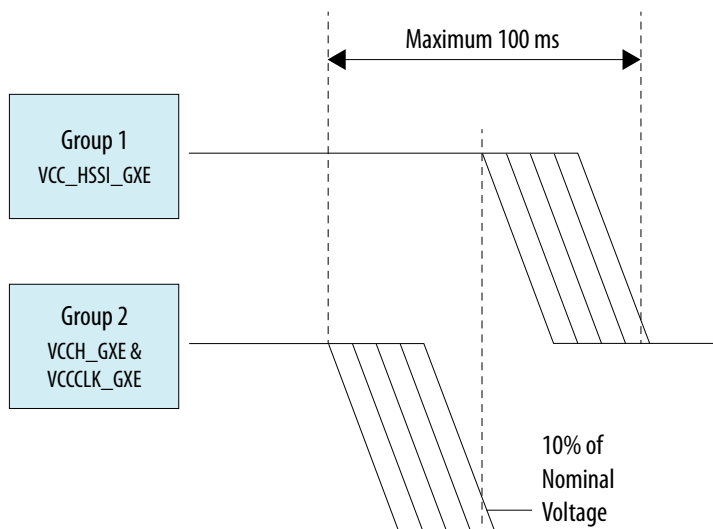 Maximum 100 ms
Group 1
VCC_HSSI_GXE
Group 2
VCCH_GXE &
VCCCLK_GXE
10% of
Nominal
Voltage